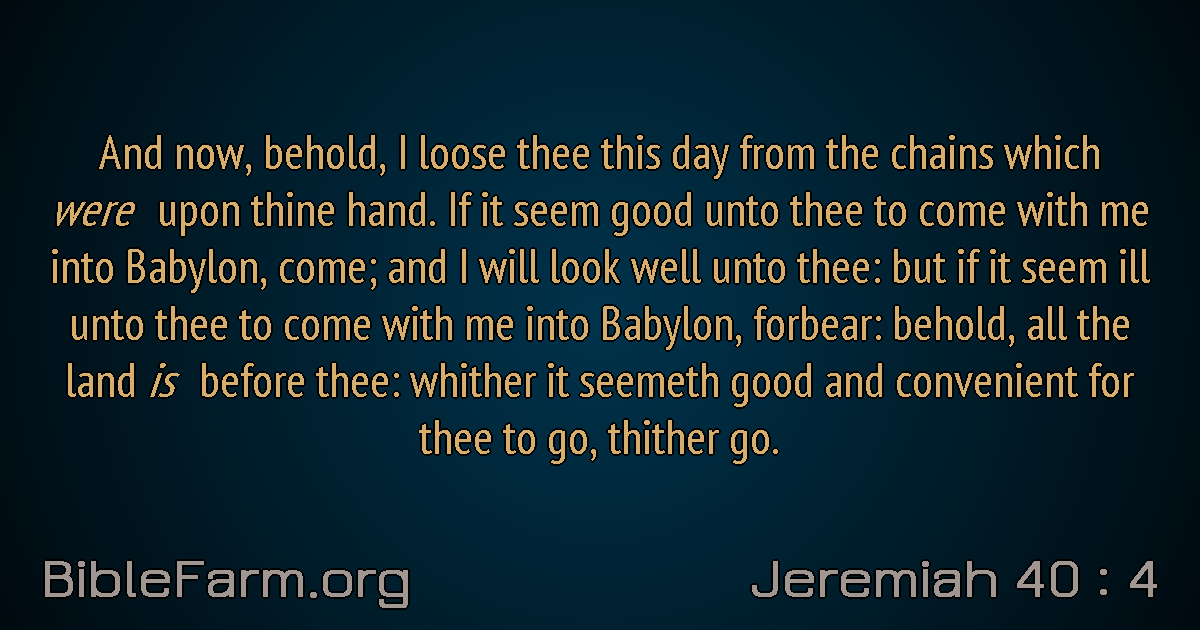 And now, behold, I loose thee this day from the chains which
were upon thine hand. If it seem good unto thee to come with me
into Babylon, come; and I will look well unto thee: but if it seem ill
unto thee to come with me into Babylon, forbear: behold, all the
land is before thee: whither it seemeth good and convenient for
thee to go, thither go.
BibleFarm.org
Jeremiah 40 : 4